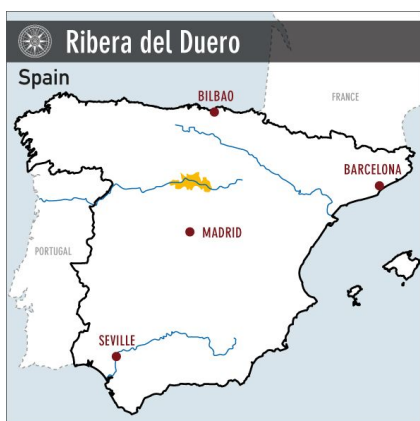 Ribera del Duero
Spain
BILBAO
FRANCE
BARCELONA
MADRID
PORTUGAL
SEVILLE